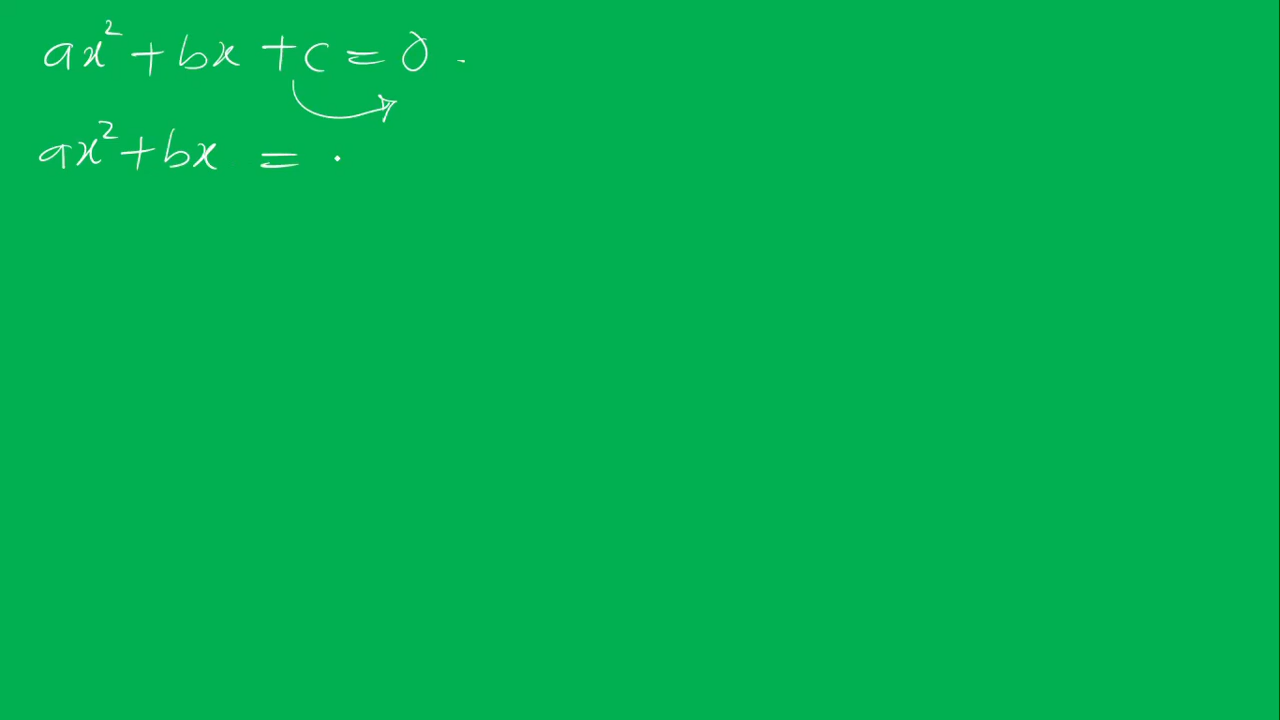 ax² + bx + c = 0
ax² + bx =